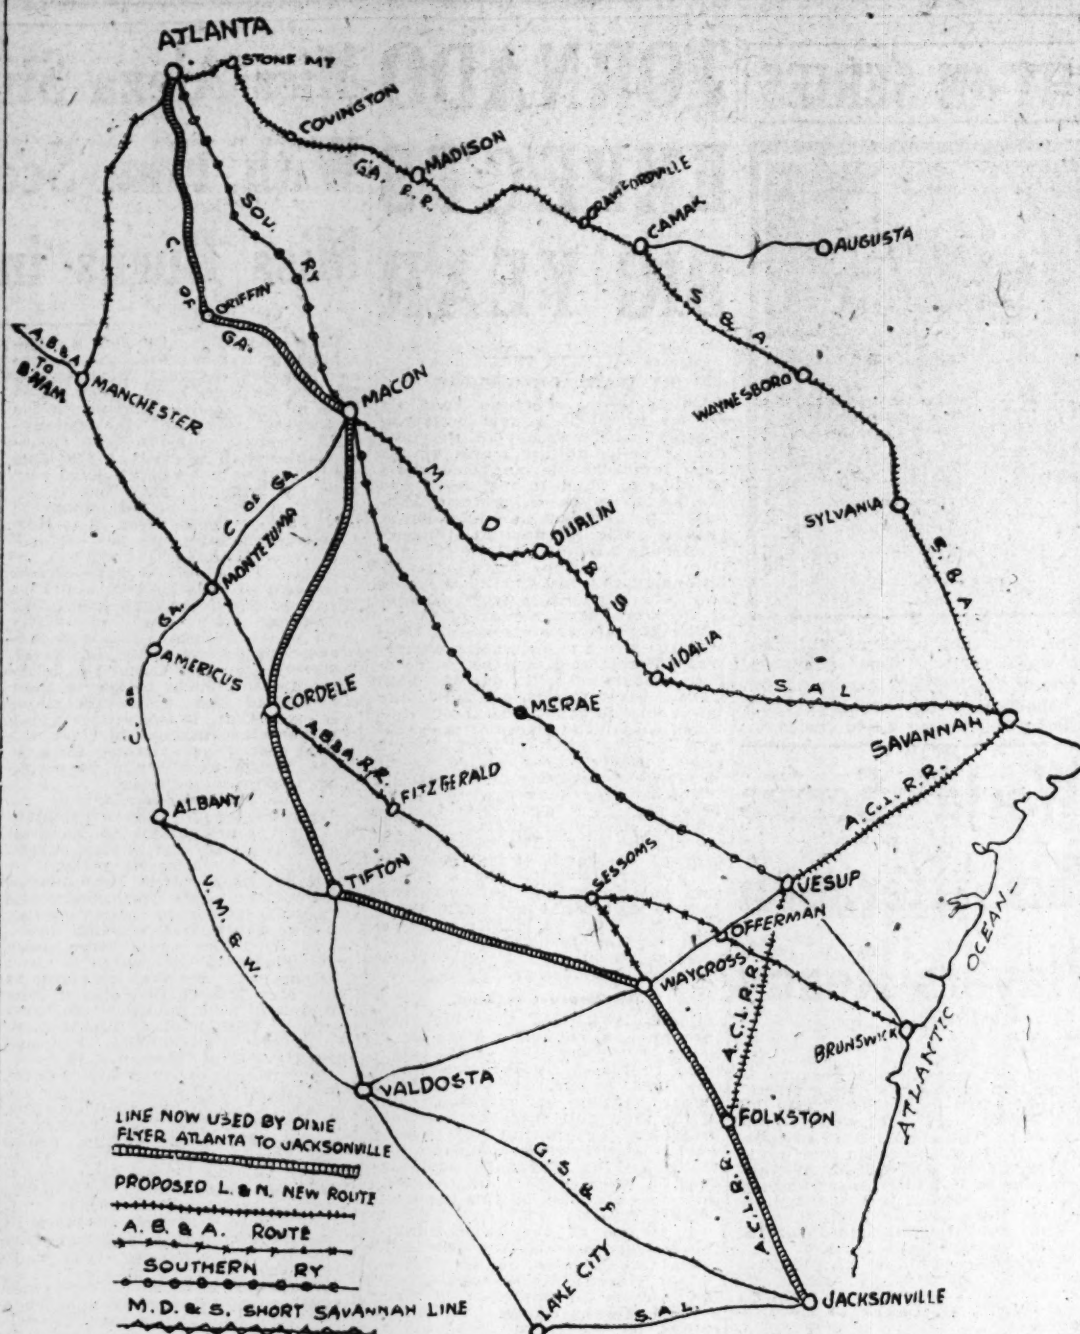 ATLANTA
STONE MT
COVINGTON
MADISON
GA. R.R.
CRAWFORDVILLE
CAMAK
AUGUSTA
SOU. RY
C. OF GA.
GRIFFIN
S & A
A.B.&A.
TO
B'HAM
MANCHESTER
MACON
WAYNESBORO
C OF GA
M. D & S
DUBLIN
SYLVANIA
S. & A.
MONTEZUMA
C. OF GA.
AMERICUS
VIDALIA
S A L
CORDELE
MCRAE
SAVANNAH
A B & A R.R.
FITZGERALD
A.C.L. R.R.
ALBANY
SESSOMS
TIFTON
JESUP
OFFERMAN
WAYCROSS
V. M. & W.
A.C.L.R.R.
BRUNSWICK
ATLANTIC OCEAN
VALDOSTA
FOLKSTON
G. S. & F
A.C.L.R.R.
LAKE CITY
S.A.L.
JACKSONVILLE
LINE NOW USED BY DIXIE
FLYER ATLANTA TO JACKSONVILLE
PROPOSED L. & N. NEW ROUTE
A. B. & A. ROUTE
SOUTHERN RY
M. D. & S. SHORT SAVANNAH LINE